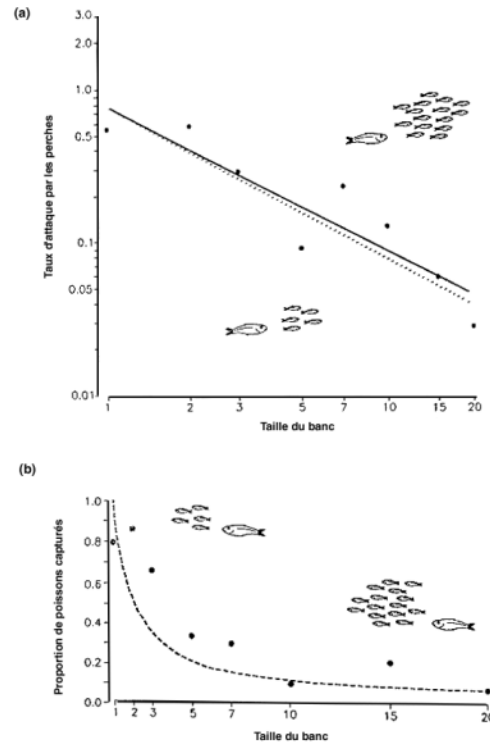 (a)
Taux d'attaque par les perches
3.0
2.0
1.0
0.5
0.1
0.05
0.01
1 2 3 5 7 10 15 20
Taille du banc
(b)
Proportion de poissons capturés
1.0
0.8
0.6
0.4
0.2
0.0
1 2 3 5 7 10 15 20
Taille du banc